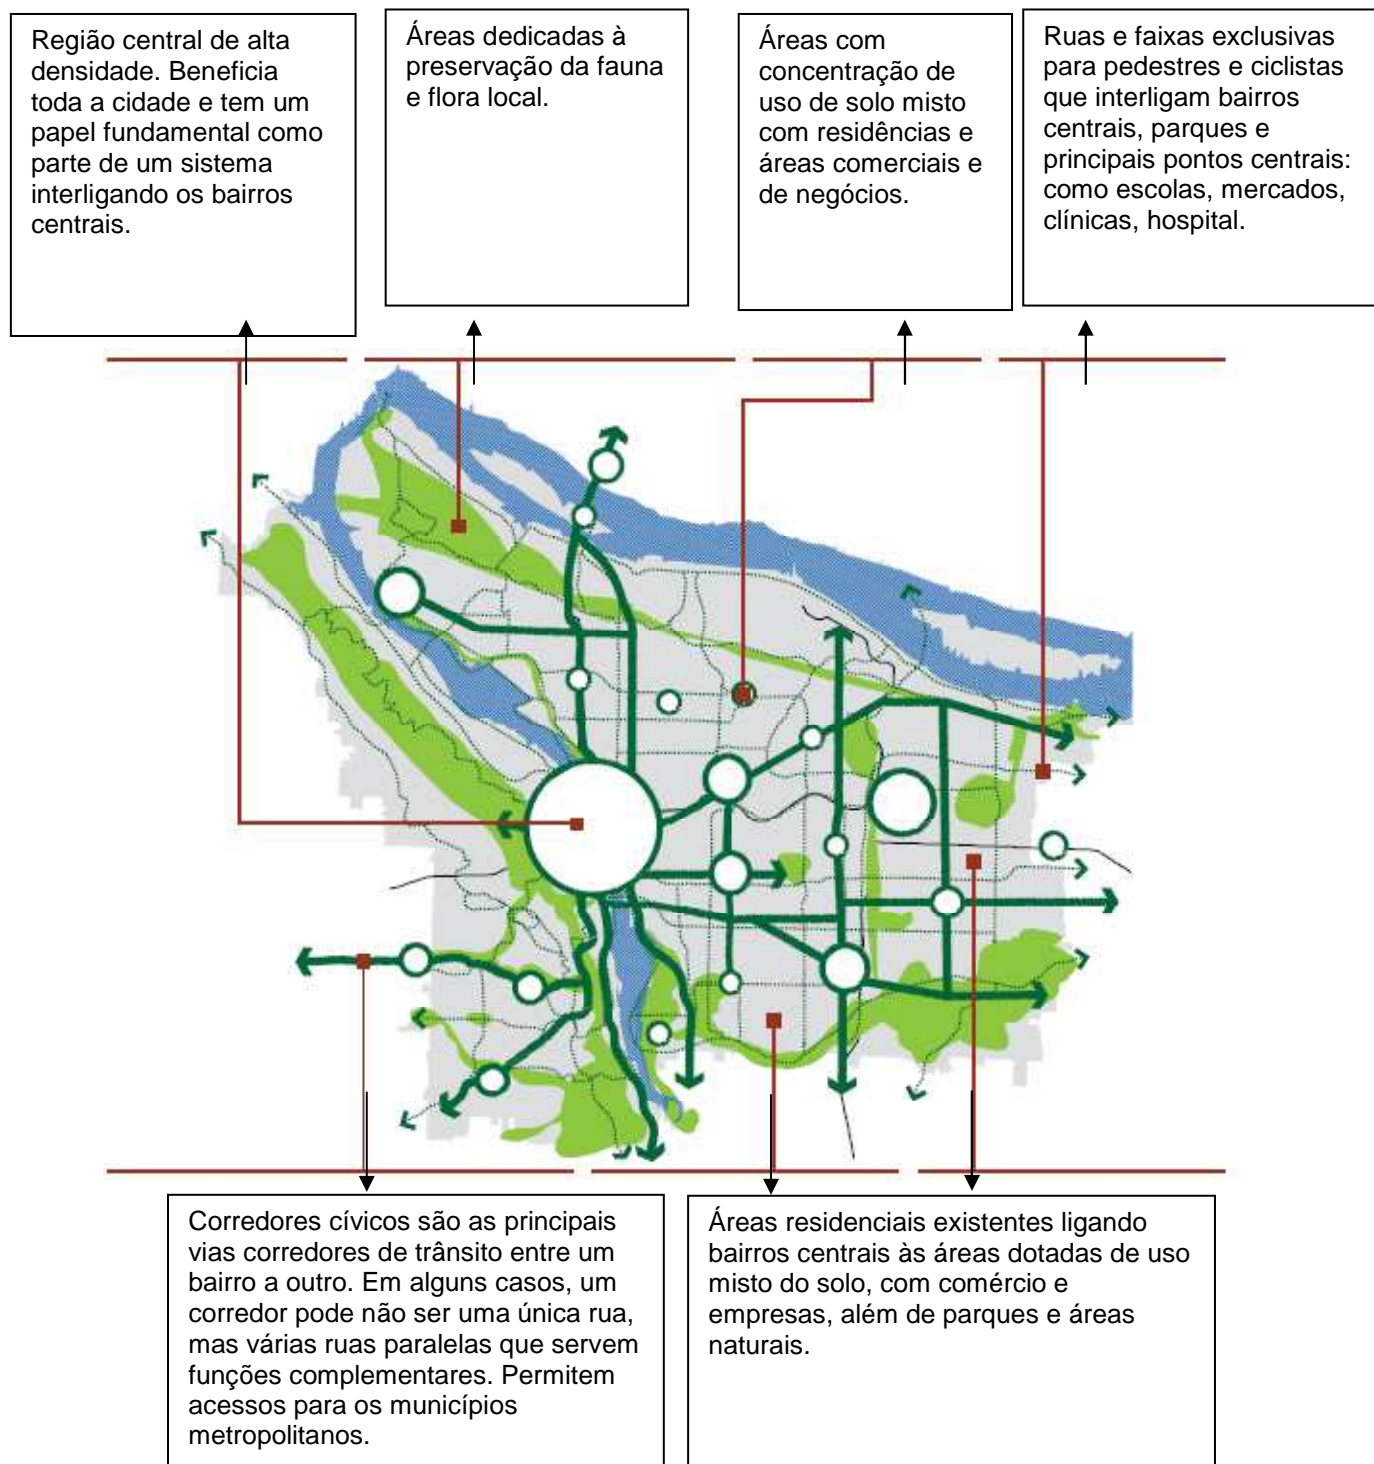 Região central de alta
densidade. Beneficia
toda a cidade e tem um
papel fundamental como
parte de um sistema
interligando os bairros
centrais.
Áreas dedicadas à
preservação da fauna
e flora local.
Áreas com
concentração de
uso de solo misto
com residências e
áreas comerciais e
de negócios.
Ruas e faixas exclusivas
para pedestres e ciclistas
que interligam bairros
centrais, parques e
principais pontos centrais:
como escolas, mercados,
clínicas, hospital.
Corredores cívicos são as principais
vias corredores de trânsito entre um
bairro a outro. Em alguns casos, um
corredor pode não ser uma única rua,
mas várias ruas paralelas que servem
funções complementares. Permitem
acessos para os municípios
metropolitanos.
Áreas residenciais existentes ligando
bairros centrais às áreas dotadas de uso
misto do solo, com comércio e
empresas, além de parques e áreas
naturais.